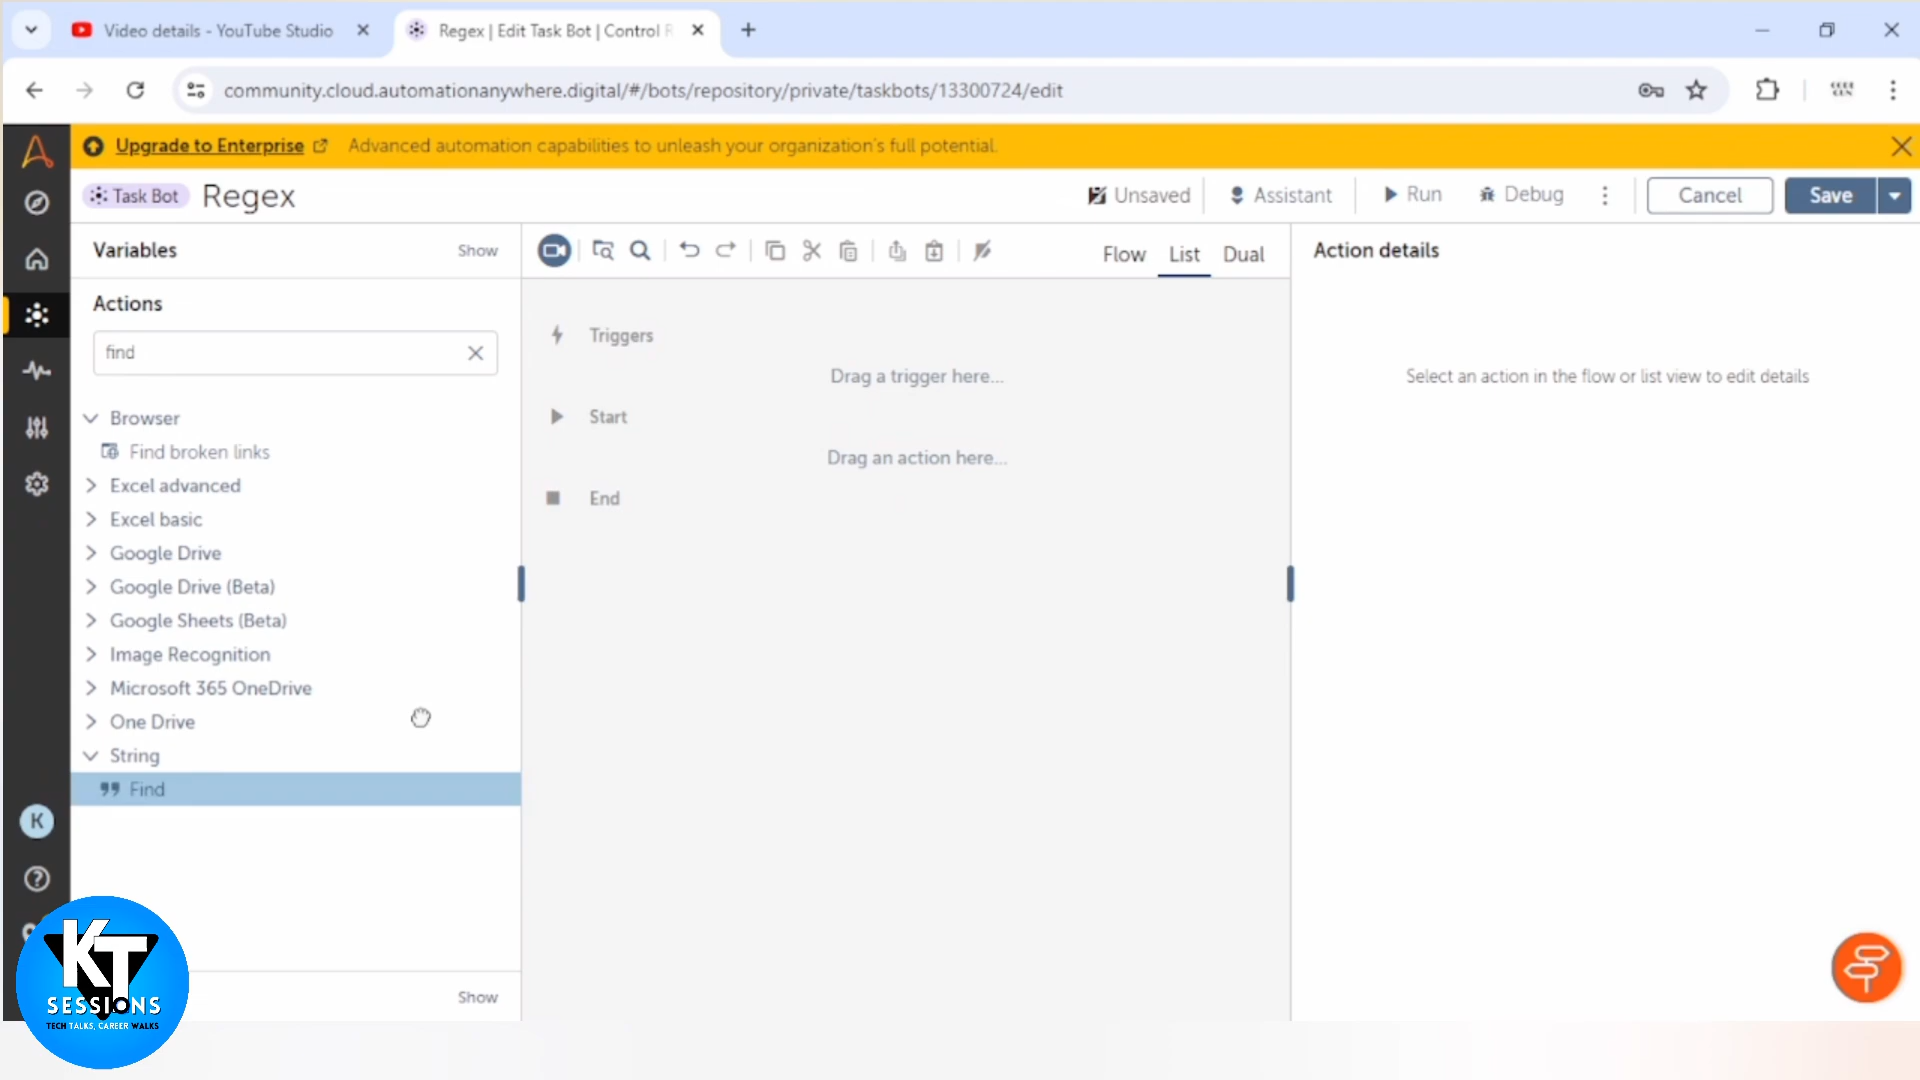 Video details - YouTube Studio
Regex | Edit Task Bot | Control R
community.cloud.automationanywhere.digital/#/bots/repository/private/taskbots/13300724/edit
Upgrade to Enterprise Advanced automation capabilities to unleash your organization's full potential.
Task Bot Regex Unsaved Assistant Run Debug Cancel Save
Variables Show Flow List Dual Action details
Actions
find
Triggers
Drag a trigger here...
Select an action in the flow or list view to edit details
Start
Drag an action here...
End
Browser
Find broken links
Excel advanced
Excel basic
Google Drive
Google Drive (Beta)
Google Sheets (Beta)
Image Recognition
Microsoft 365 OneDrive
One Drive
String
Find
K
Show
KT
SESSIONS
TECH TALKS, CAREER WALKS